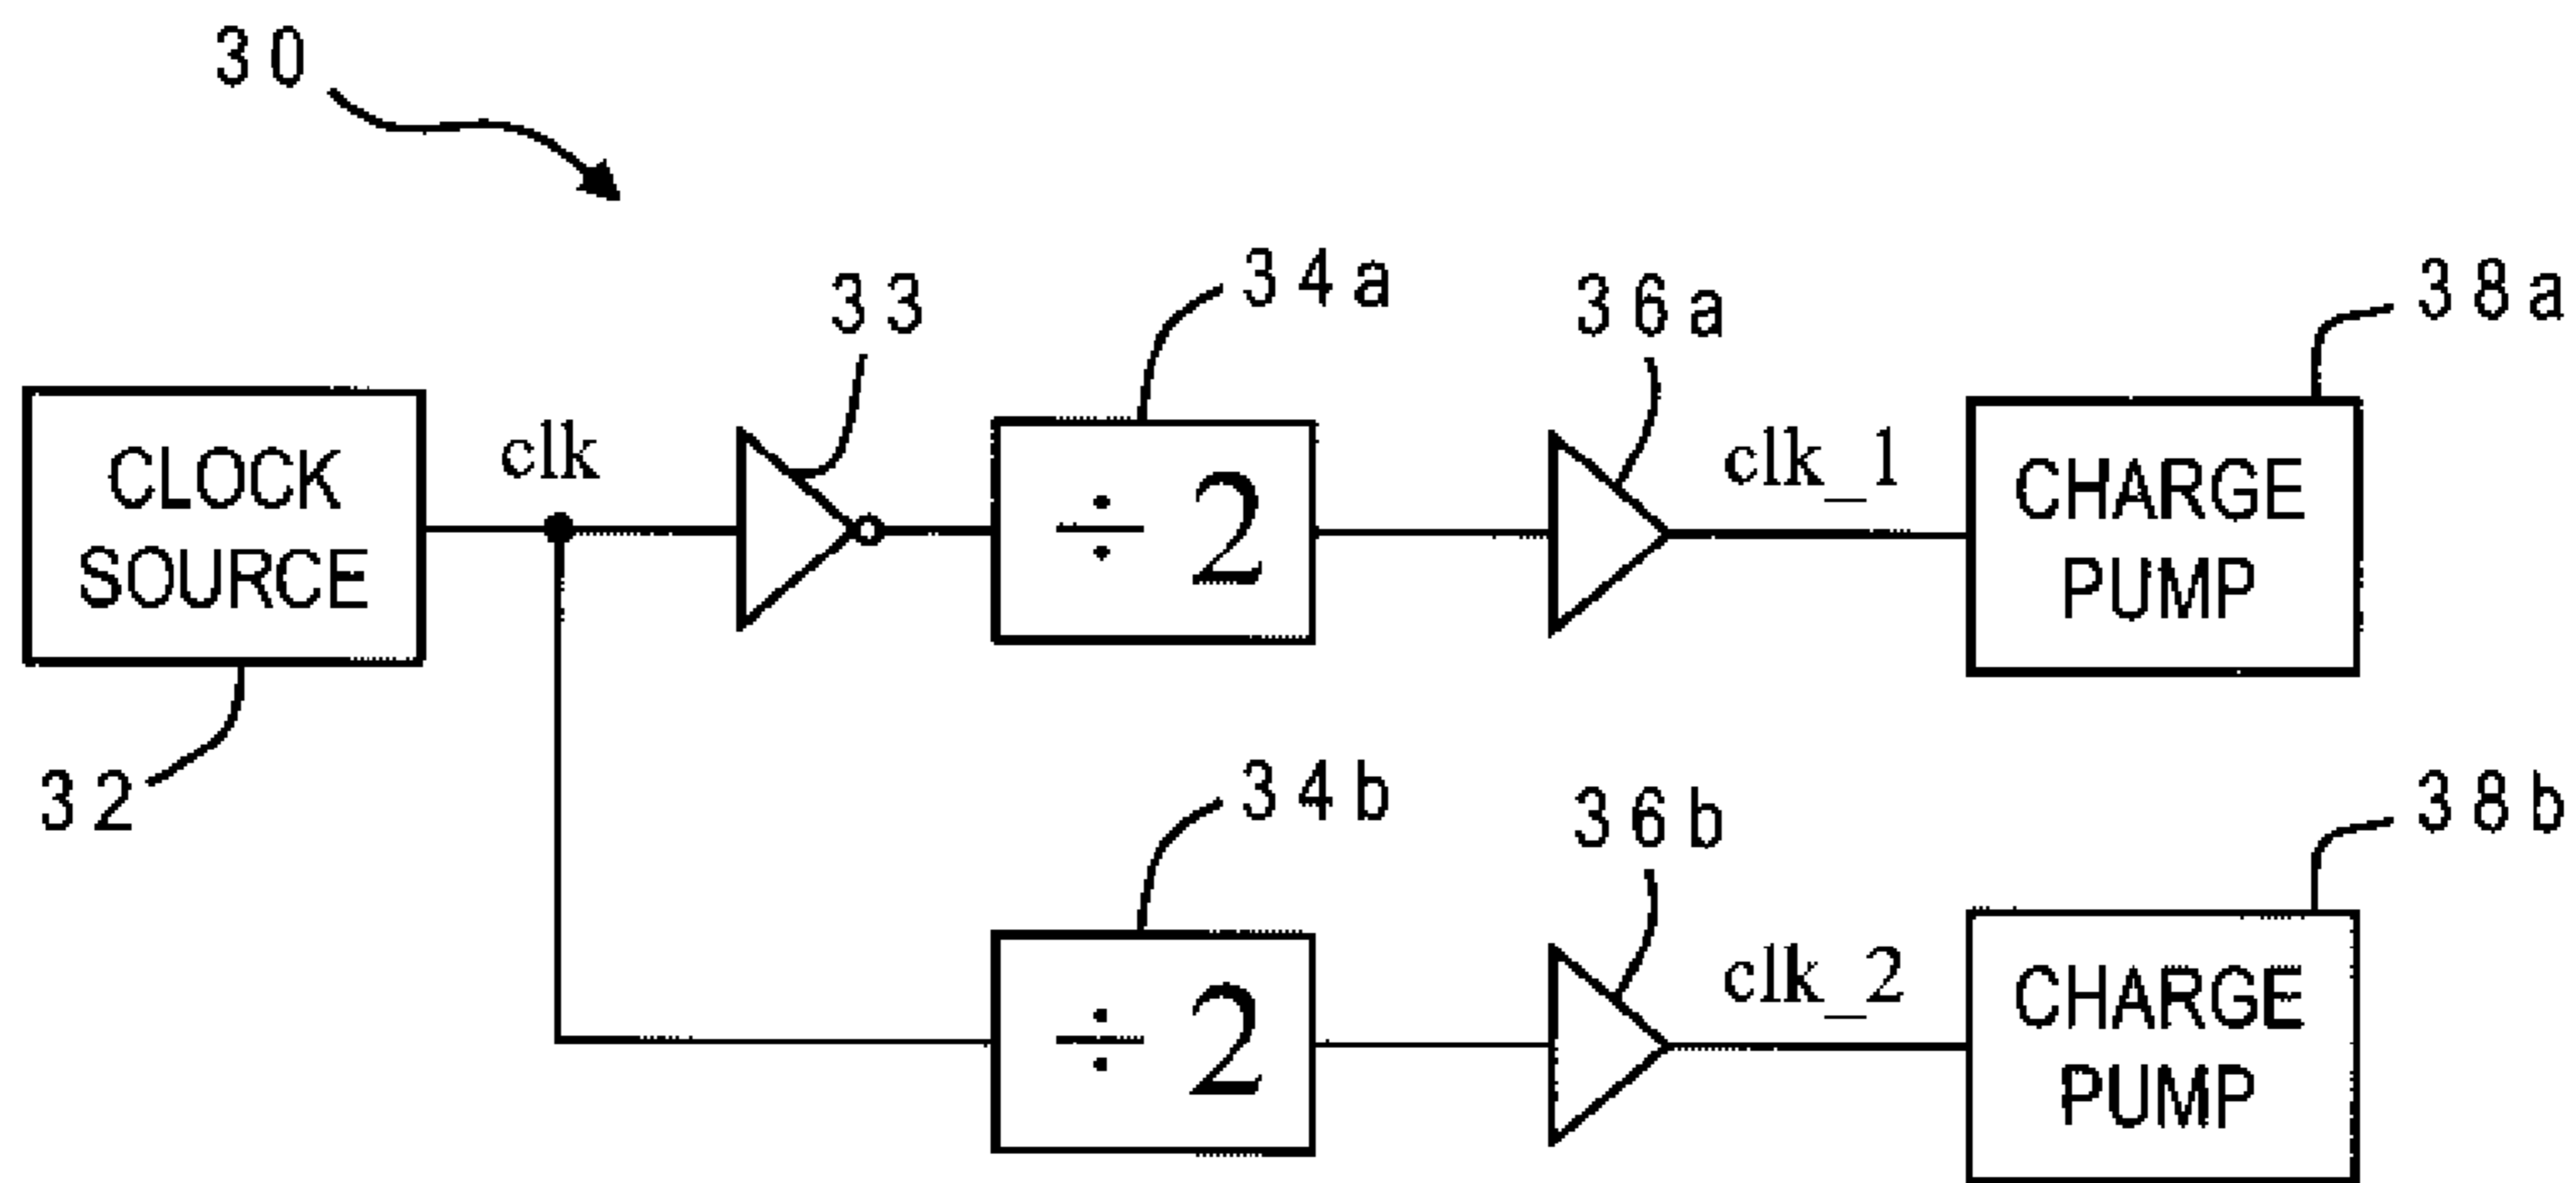 30
33
34a
36a
38a
CLOCK
SOURCE
clk
÷ 2
clk_1
CHARGE
PUMP
32
34b
36b
38b
÷ 2
clk_2
CHARGE
PUMP